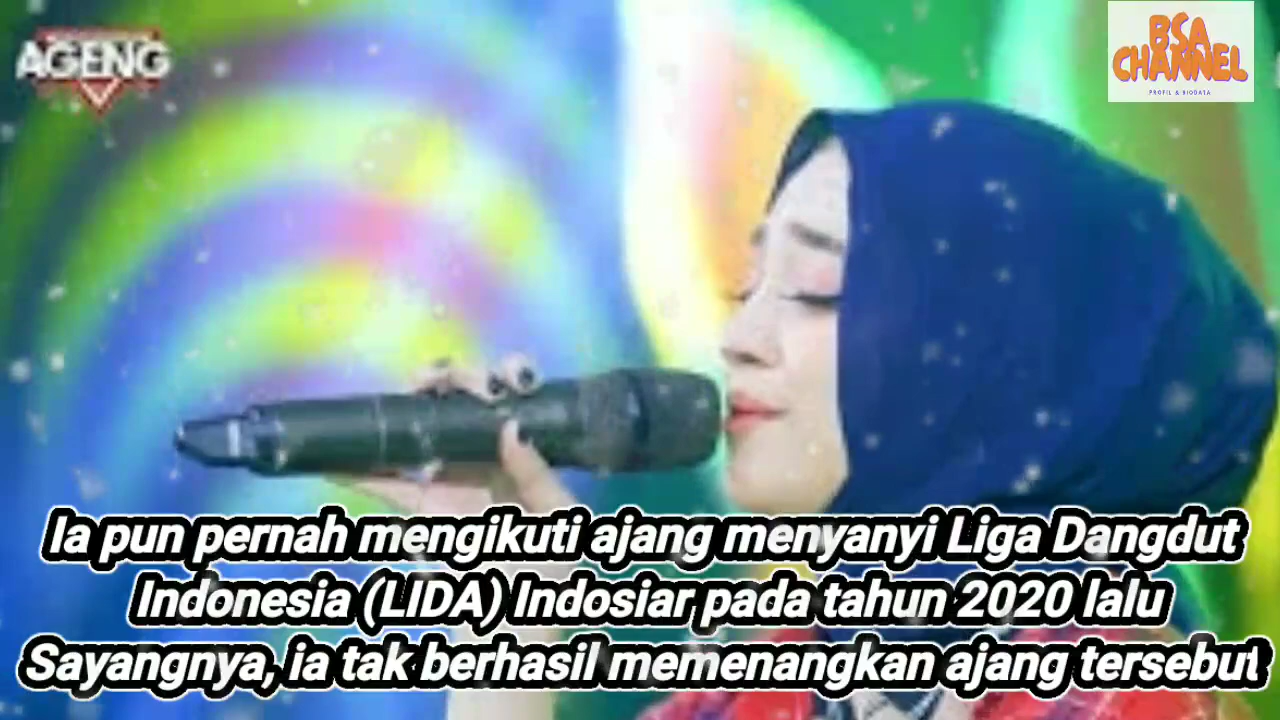 AGENG
BSA
CHANNEL
PROFIL & BIODATA
Ia pun pernah mengikuti ajang menyanyi Liga Dangdut
Indonesia (LIDA) Indosiar pada tahun 2020 lalu
Sayangnya, ia tak berhasil memenangkan ajang tersebut